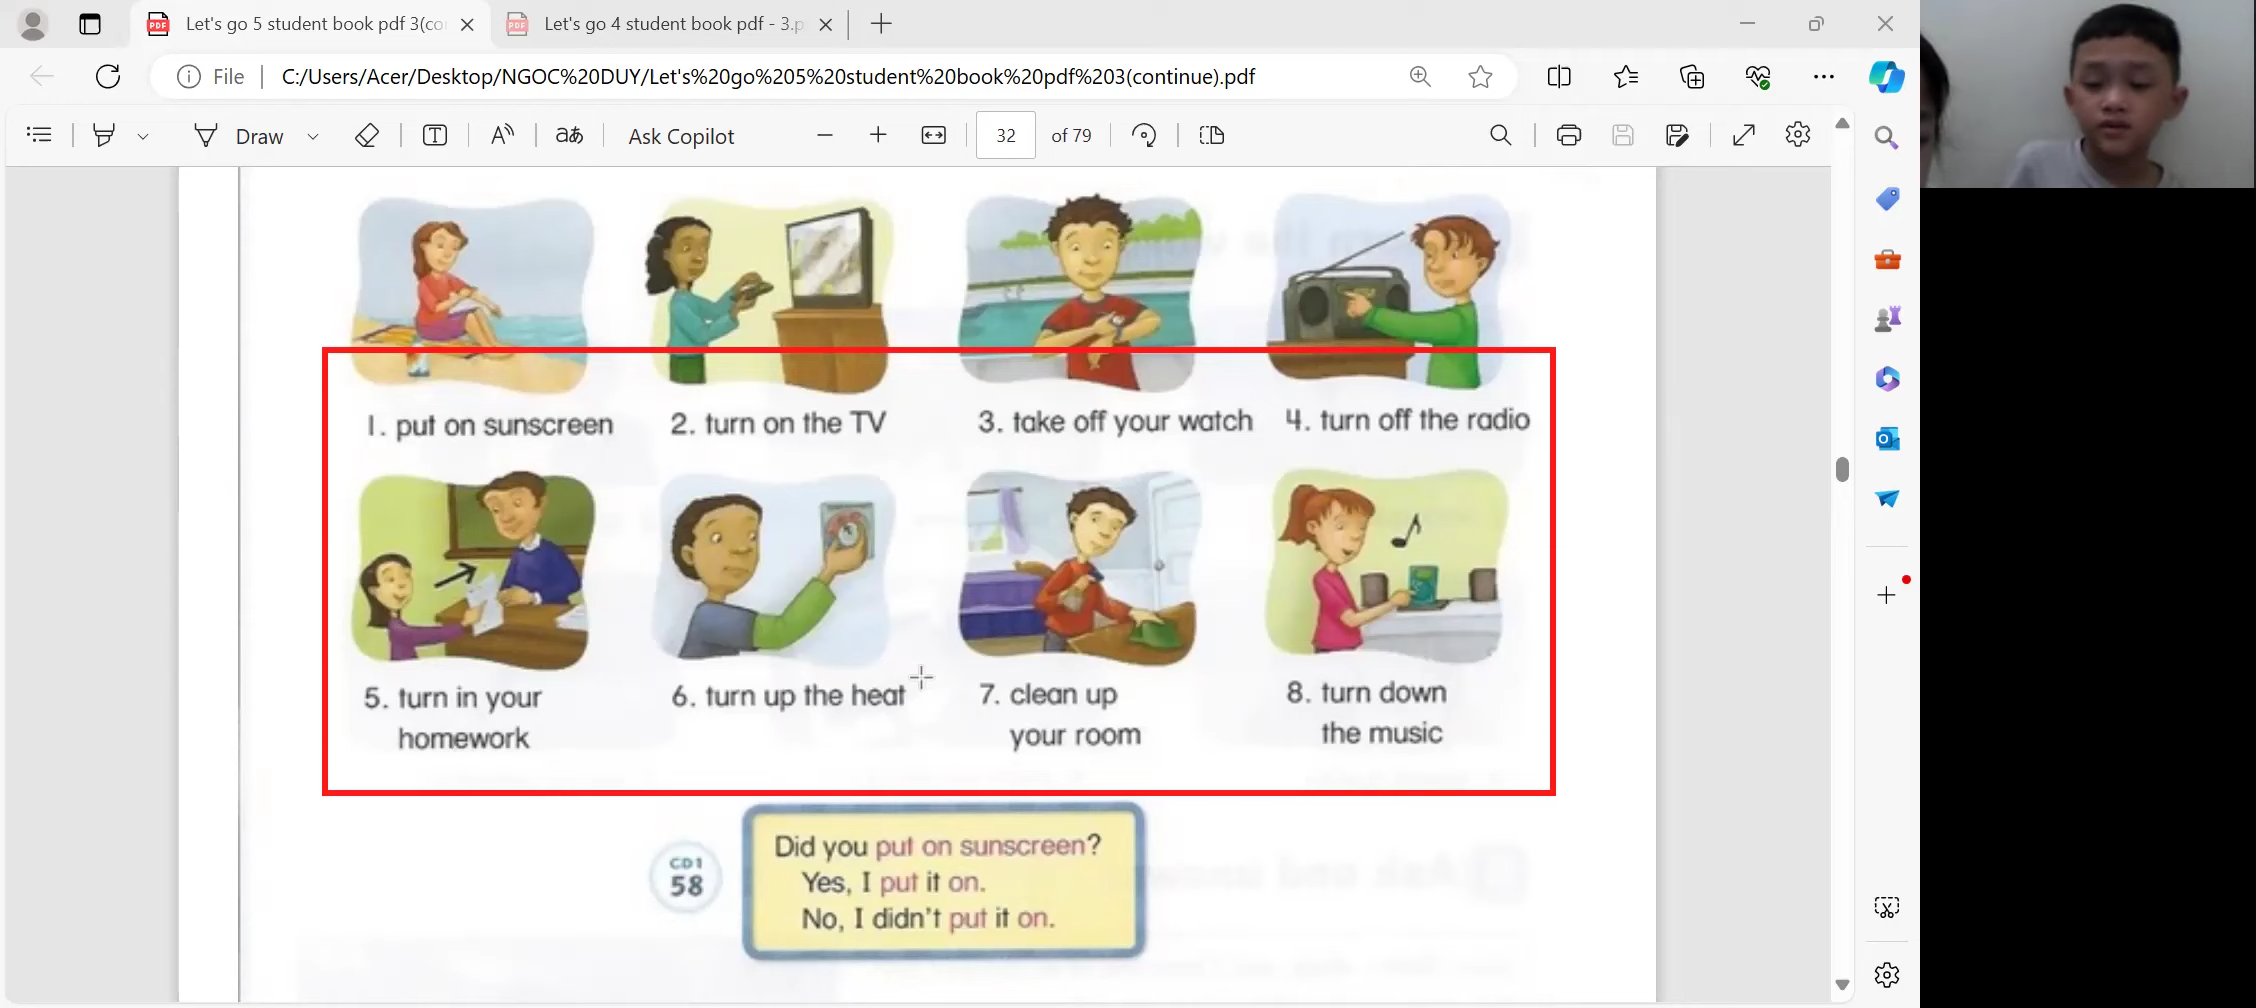 Let's go 5 student book pdf 3(co
Let's go 4 student book pdf - 3.p
File
C:/Users/Acer/Desktop/NGOC%20DUY/Let's%20go%205%20student%20book%20pdf%203(continue).pdf
Draw
Ask Copilot
32 of 79
1. put on sunscreen
2. turn on the TV
3. take off your watch
4. turn off the radio
5. turn in your
homework
6. turn up the heat
7. clean up
your room
8. turn down
the music
CD1
58
Did you put on sunscreen?
Yes, I put it on.
No, I didn't put it on.